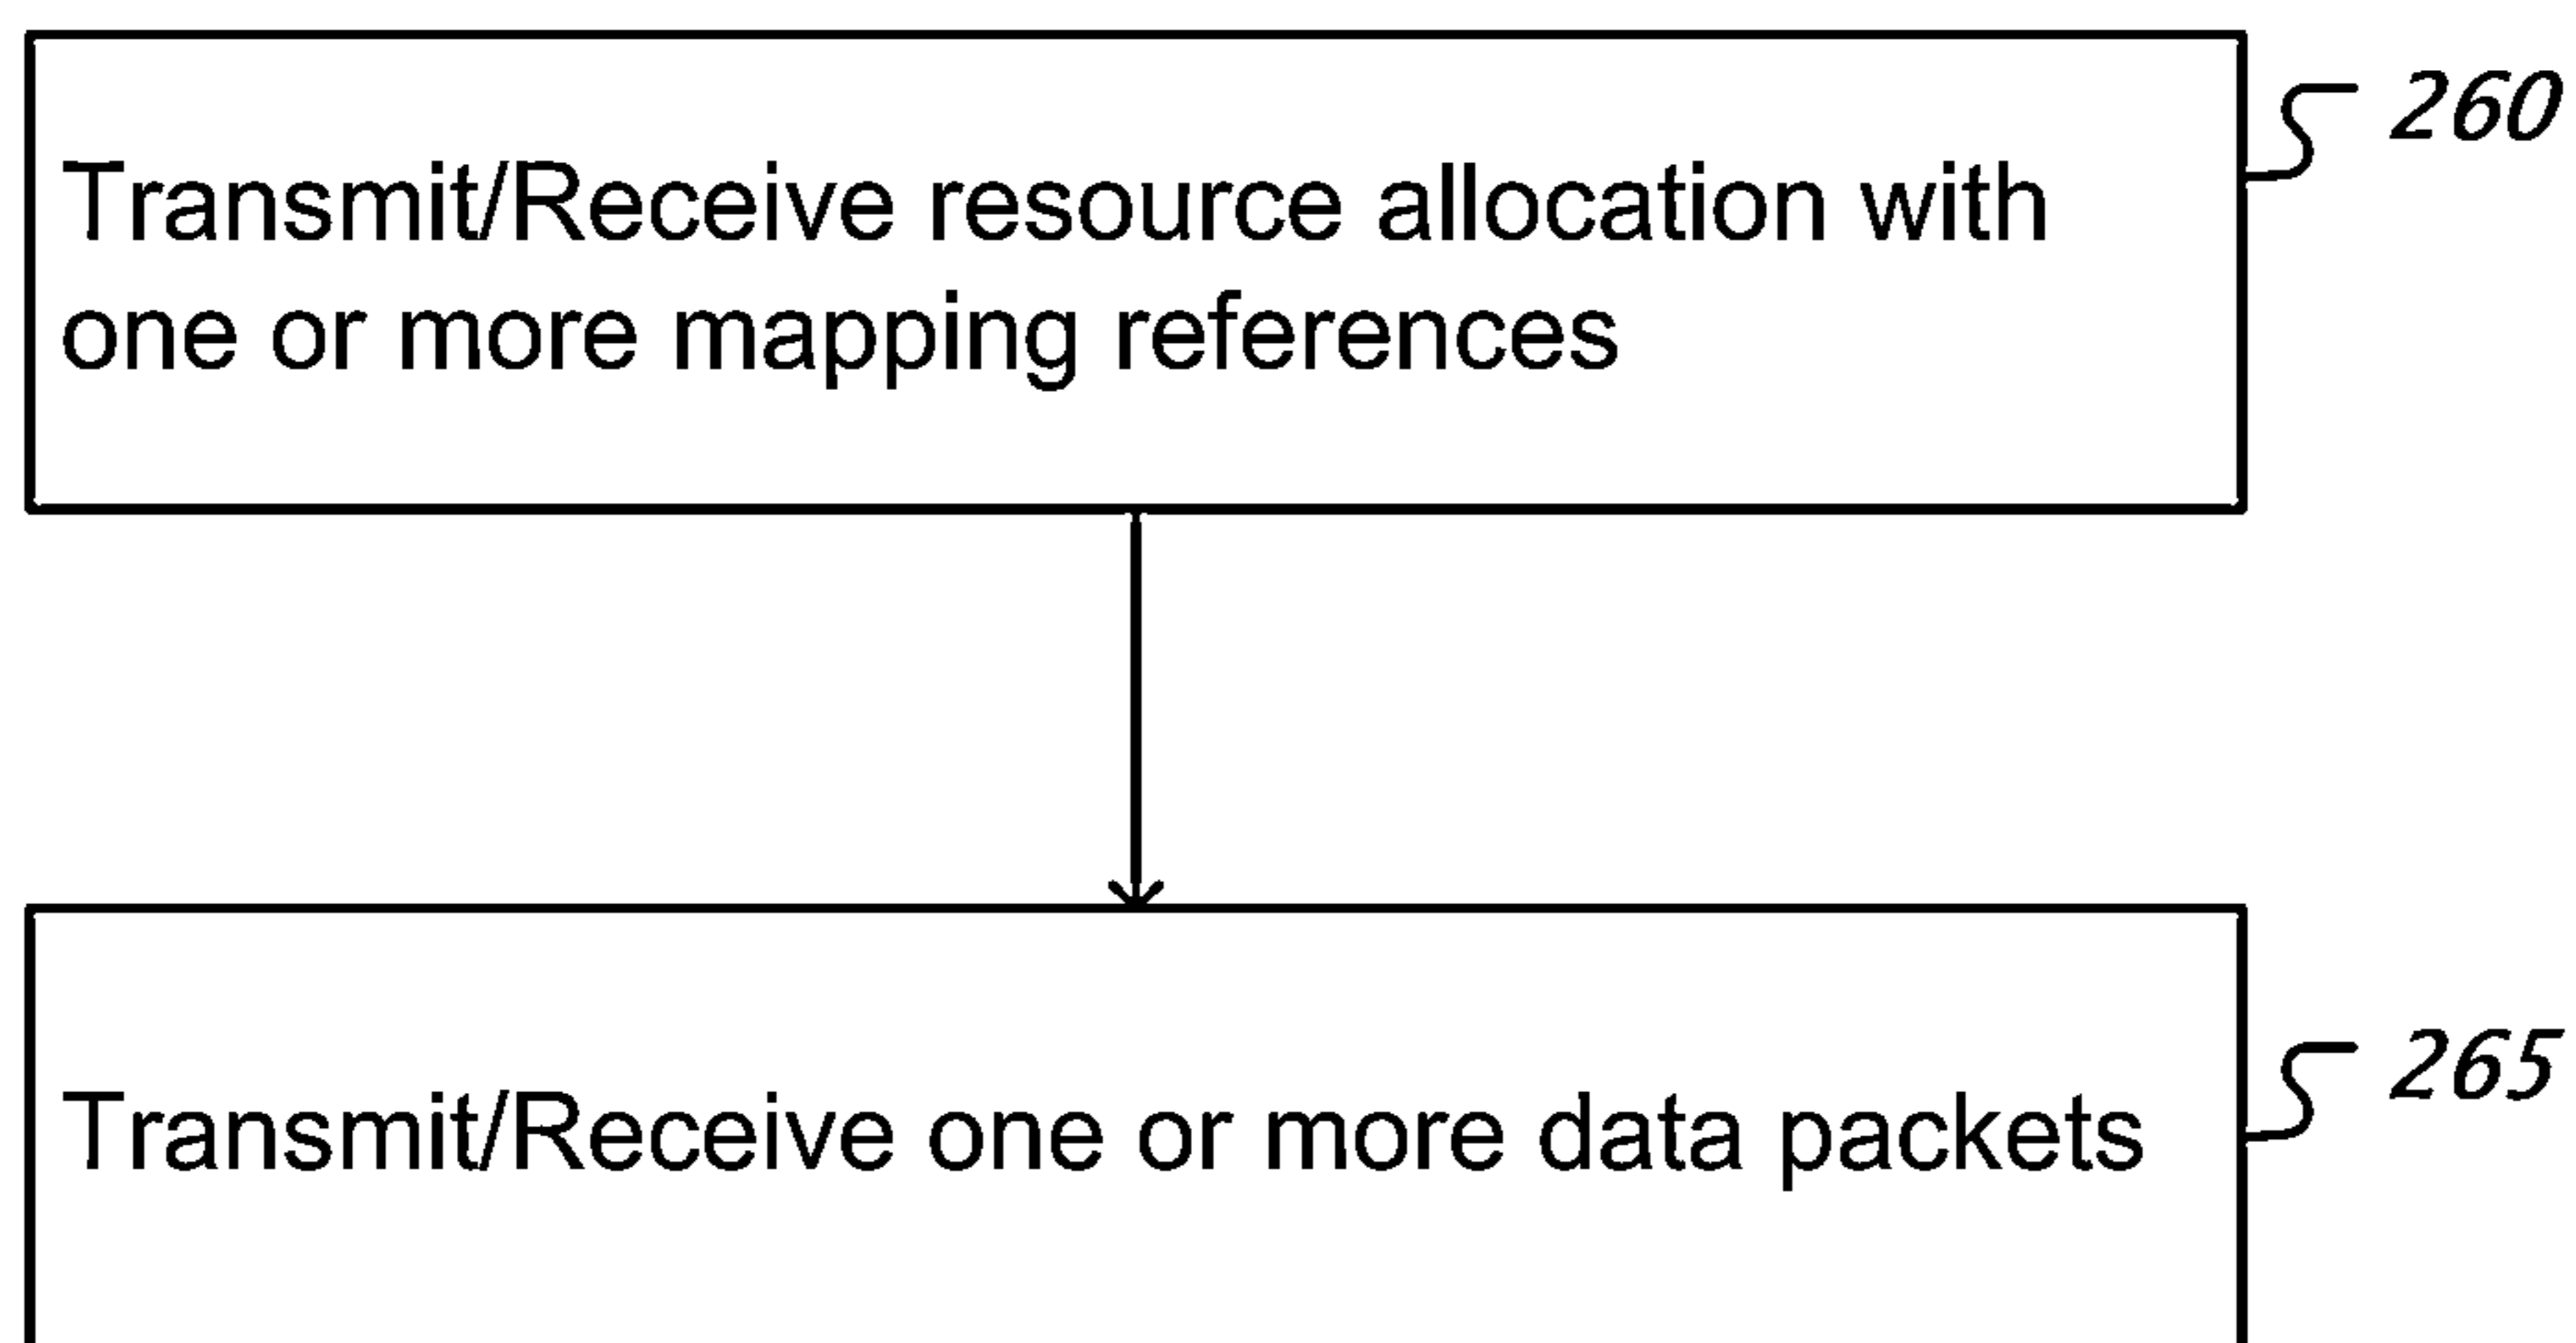 260
Transmit/Receive resource allocation with
one or more mapping references
265
Transmit/Receive one or more data packets